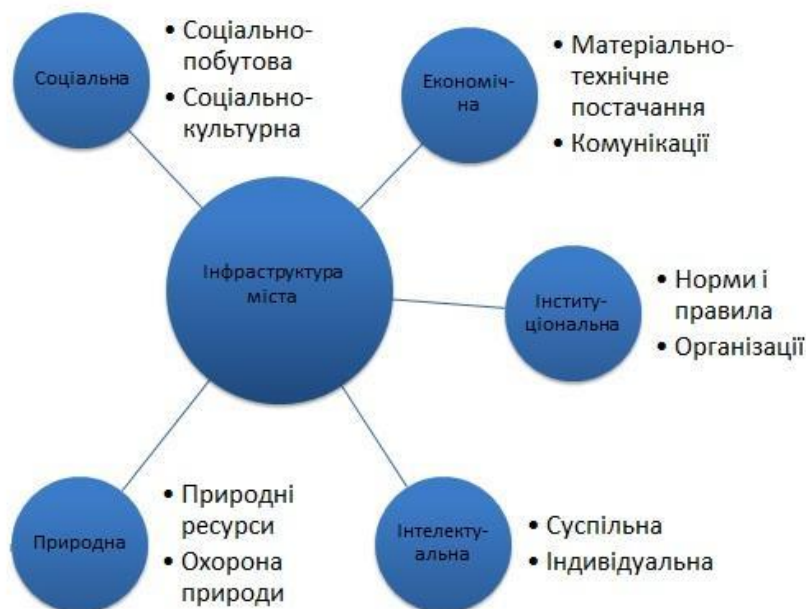 Соціальна
• Соціально-
побутова
• Соціально-
культурна
Економіч-
на
• Матеріально-
технічне
постачання
• Комунікації
Інфраструктура
міста
Інститу-
ціональна
• Норми і
правила
• Організації
Природна
• Природні
ресурси
• Охорона
природи
Інтелекту-
альна
• Суспільна
• Індивідуальна